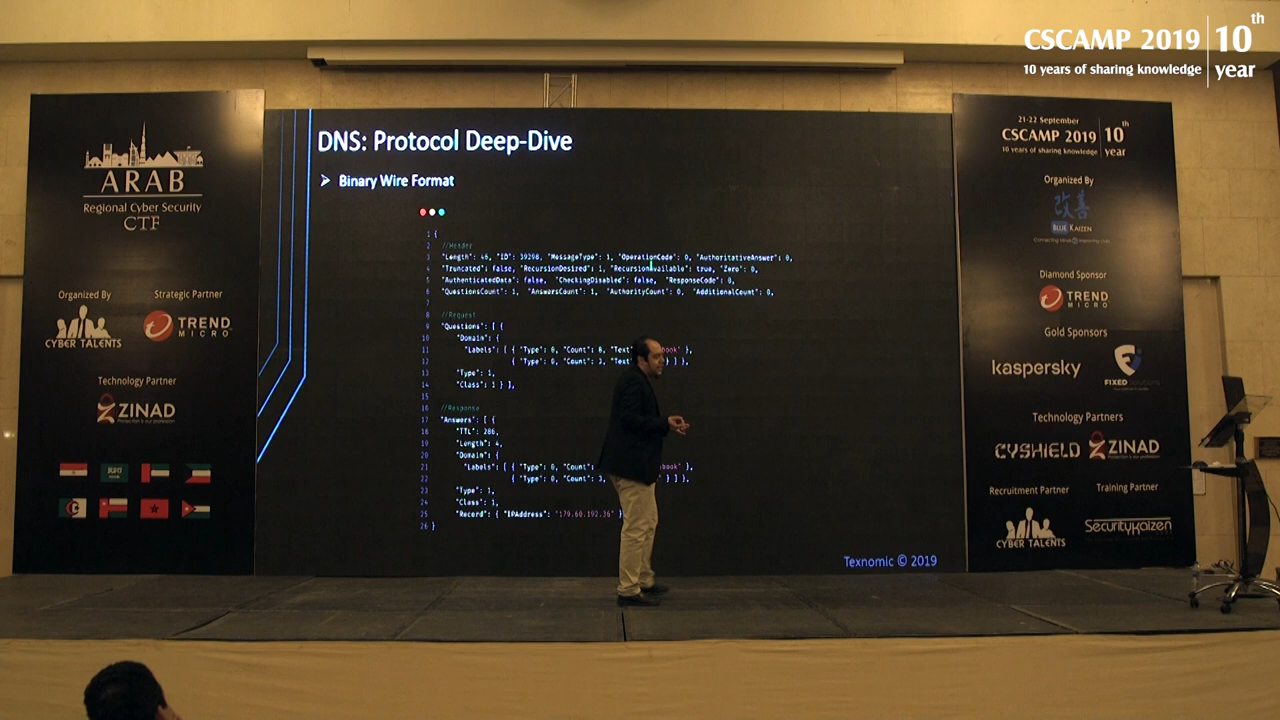 CSCAMP 2019 | 10th
10 years of sharing knowledge | year
ARAB
Regional Cyber Security
CTF
Organized By
CYBER TALENTS
Strategic Partner
TREND
MICRO
Technology Partner
ZINAD
DNS: Protocol Deep-Dive
➢ Binary Wire Format
1 {
2 //Header
3 "Length": 46, "ID": 39298, "MessageType": 1, "OperationCode": 0, "AuthoritativeAnswer": 0,
4 "Truncated": false, "RecursionDesired": 1, "RecursionAvailable": true, "Zero": 0,
5 "AuthenticatedData": false, "CheckingDisabled": false, "ResponseCode": 0,
6 "QuestionsCount": 1, "AnswersCount": 1, "AuthorityCount": 0, "AdditionalCount": 0,
7
8 //Request
9 "Questions": [ {
10 "Domain": {
11 "Labels": [ { "Type": 0, "Count": 8, "Text" book" },
12 { "Type": 0, "Count": 3, "Text } ] },
13 "Type": 1,
14 "Class": 1 } ],
15
16 //Response
17 "Answers": [ {
18 "TTL": 286,
19 "Length": 4,
20 "Domain": {
21 "Labels": [ { "Type": 0, "Count" book" },
22 { "Type": 0, "Count": 3, } ] },
23 "Type": 1,
24 "Class": 1,
25 "Record": { "IPAddress": "179.60.192.36" }
26 }
Texnomic © 2019
21-22 September
CSCAMP 2019 | 10th
10 years of sharing knowledge | year
Organized By
改善
BLUE KAIZEN
Diamond Sponsor
TREND
MICRO
Gold Sponsors
kaspersky
FIXED solutions
Technology Partners
CYSHIELD
ZINAD
Recruitment Partner
CYBER TALENTS
Training Partner
Securitykaizen